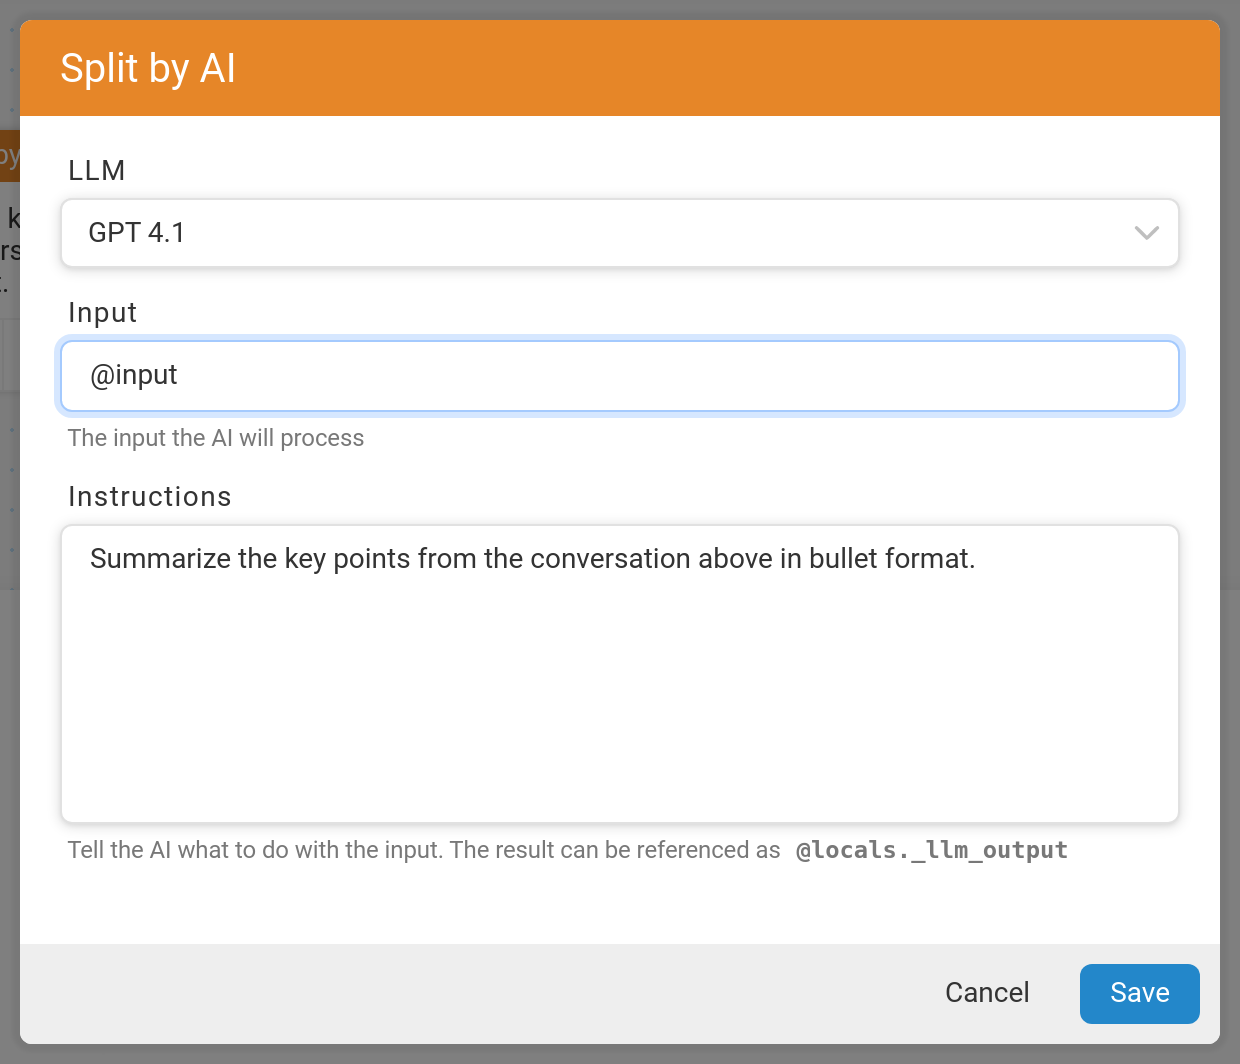 Split by AI
LLM
GPT 4.1
Input
@input
The input the AI will process
Instructions
Summarize the key points from the conversation above in bullet format.
Tell the AI what to do with the input. The result can be referenced as @locals._llm_output
Cancel
Save